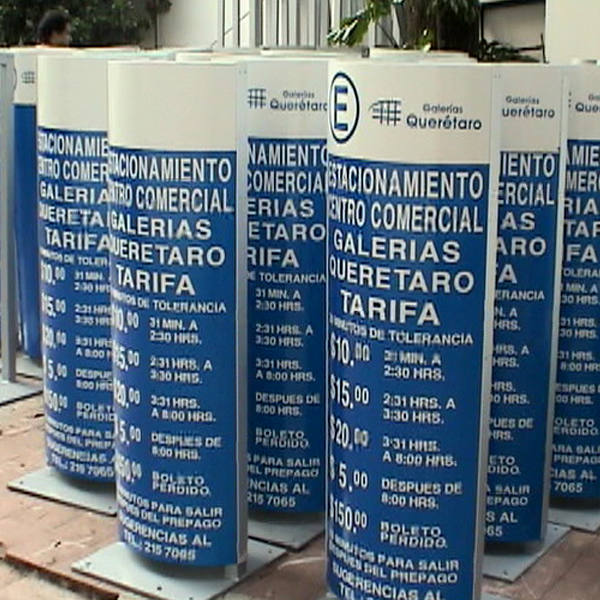 E
Galerías
Querétaro
ESTACIONAMIENTO
CENTRO COMERCIAL
GALERIAS
QUERETARO
TARIFA
MINUTOS DE TOLERANCIA
$10.00 31 MIN. A
2:30 HRS.
$15.00 2:31 HRS. A
3:30 HRS.
$20.00 3:31 HRS.
A 8:00 HRS.
$5.00 DESPUES DE
8:00 HRS.
$150.00 BOLETO
PERDIDO.
MINUTOS PARA SALIR
DESPUES DEL PREPAGO
SUGERENCIAS AL
TEL.: 215 7065